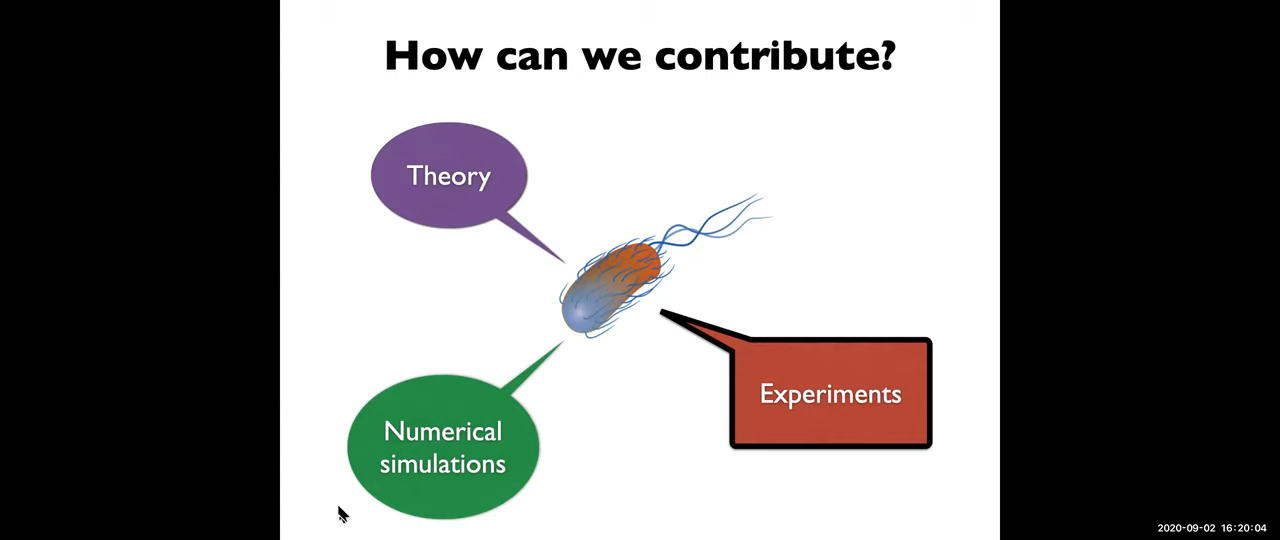 How can we contribute?
Theory
Experiments
Numerical
simulations
2020-09-02 16:20:04